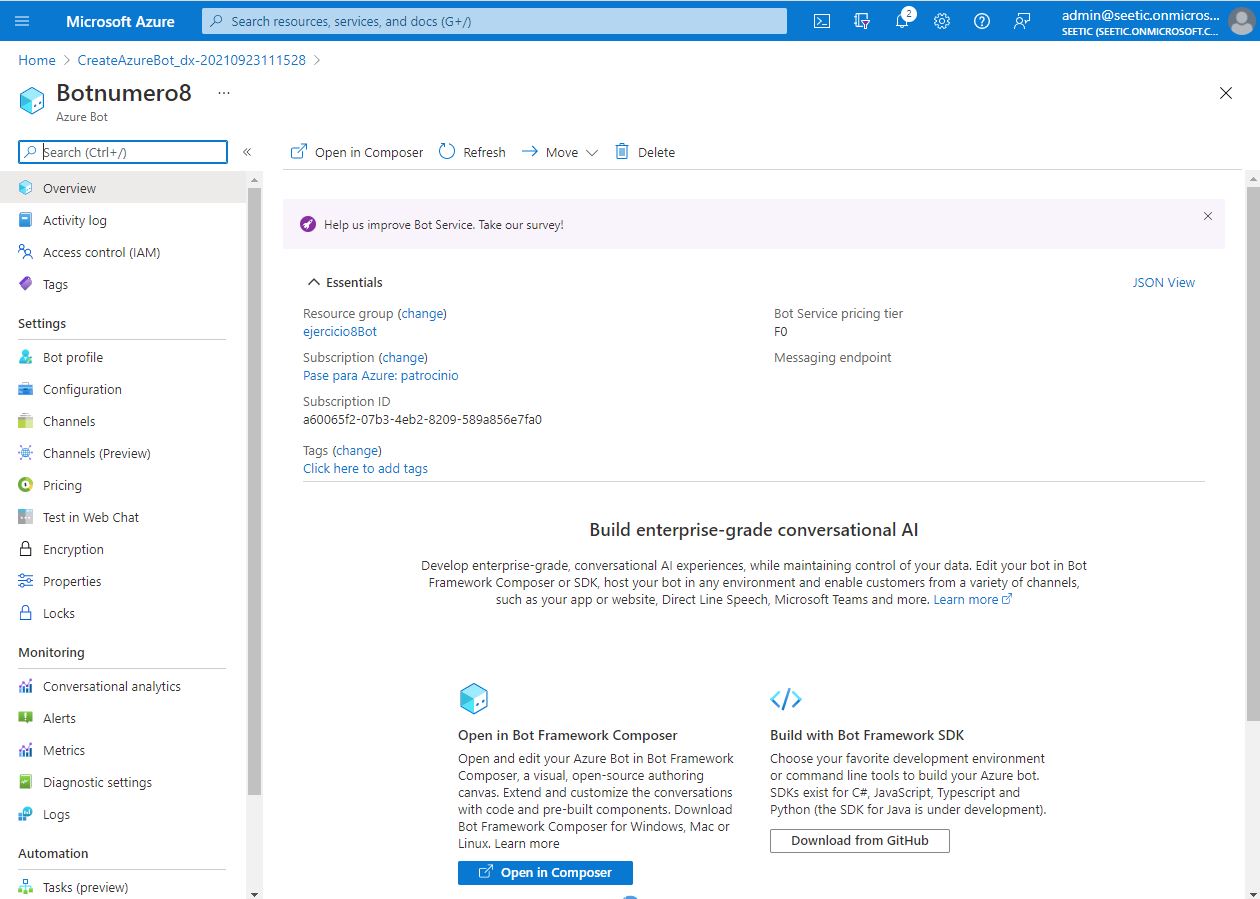 Microsoft Azure
Search resources, services, and docs (G+/)
2
admin@seetic.onmicros...
SEETIC (SEETIC.ONMICROSOFT.C...
Home > CreateAzureBot_dx-20210923111528 >
Botnumero8 ...
Azure Bot
Search (Ctrl+/)
«
Open in Composer
Refresh
Move
Delete
Overview
Activity log
Access control (IAM)
Tags
Settings
Bot profile
Configuration
Channels
Channels (Preview)
Pricing
Test in Web Chat
Encryption
Properties
Locks
Monitoring
Conversational analytics
Alerts
Metrics
Diagnostic settings
Logs
Automation
Tasks (preview)
Help us improve Bot Service. Take our survey!
Essentials
JSON View
Resource group (change)
ejercicio8Bot
Subscription (change)
Pase para Azure: patrocinio
Subscription ID
a60065f2-07b3-4eb2-8209-589a856e7fa0
Tags (change)
Click here to add tags
Bot Service pricing tier
F0
Messaging endpoint
Build enterprise-grade conversational AI
Develop enterprise-grade, conversational AI experiences, while maintaining control of your data. Edit your bot in Bot
Framework Composer or SDK, host your bot in any environment and enable customers from a variety of channels,
such as your app or website, Direct Line Speech, Microsoft Teams and more. Learn more
Open in Bot Framework Composer
Open and edit your Azure Bot in Bot Framework
Composer, a visual, open-source authoring
canvas. Extend and customize the conversations
with code and pre-built components. Download
Bot Framework Composer for Windows, Mac or
Linux. Learn more
Open in Composer
Build with Bot Framework SDK
Choose your favorite development environment
or command line tools to build your Azure bot.
SDKs exist for C#, JavaScript, Typescript and
Python (the SDK for Java is under development).
Download from GitHub